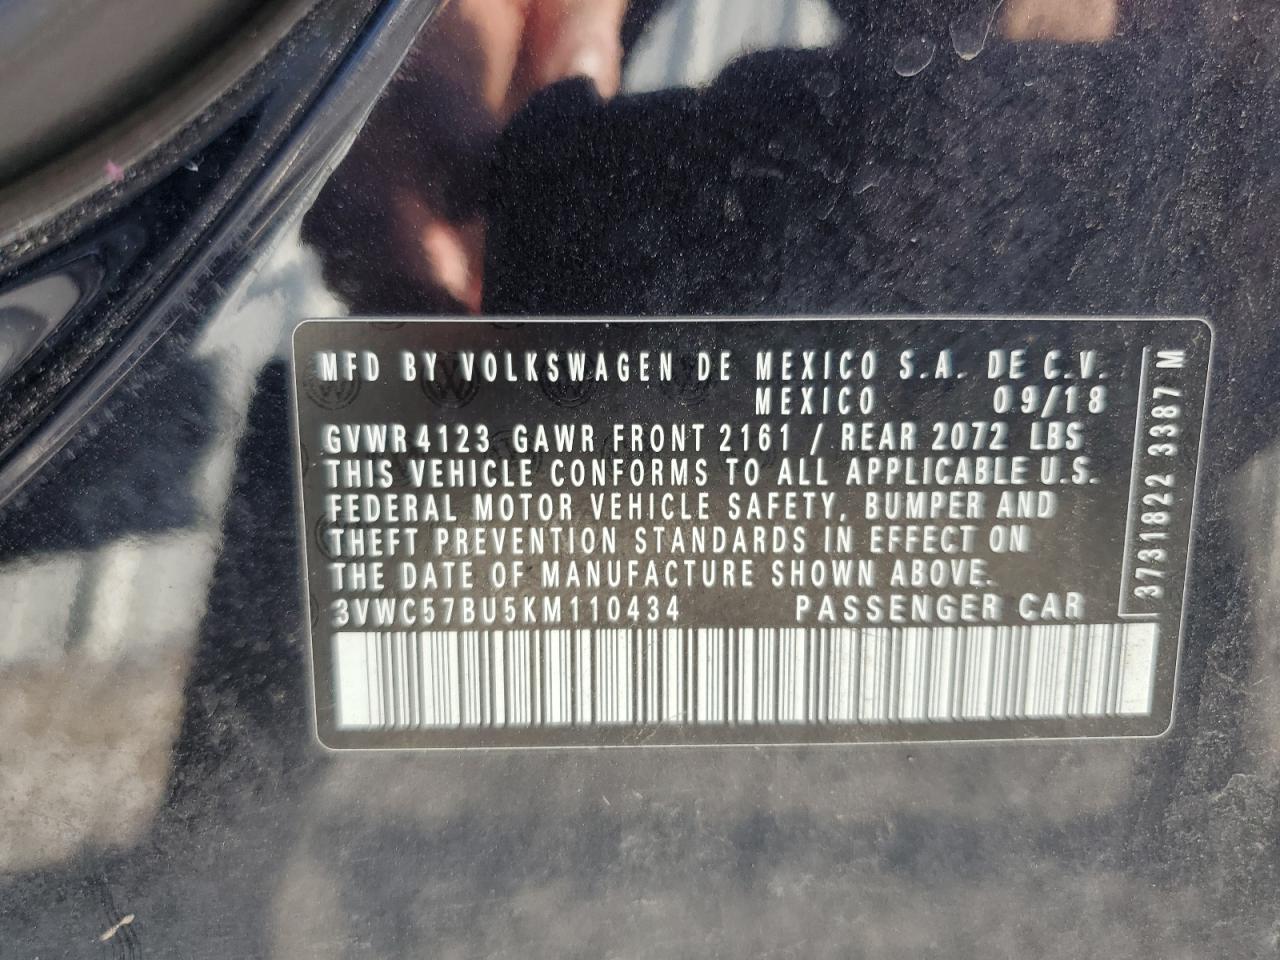 MFD BY VOLKSWAGEN DE MEXICO S.A. DE C.V.
MEXICO 09/18
GVWR 4123 GAWR FRONT 2161 / REAR 2072 LBS
THIS VEHICLE CONFORMS TO ALL APPLICABLE U.S.
FEDERAL MOTOR VEHICLE SAFETY, BUMPER AND
THEFT PREVENTION STANDARDS IN EFFECT ON
THE DATE OF MANUFACTURE SHOWN ABOVE.
3VWC57BU5KM110434 PASSENGER CAR
3731822 3387 M